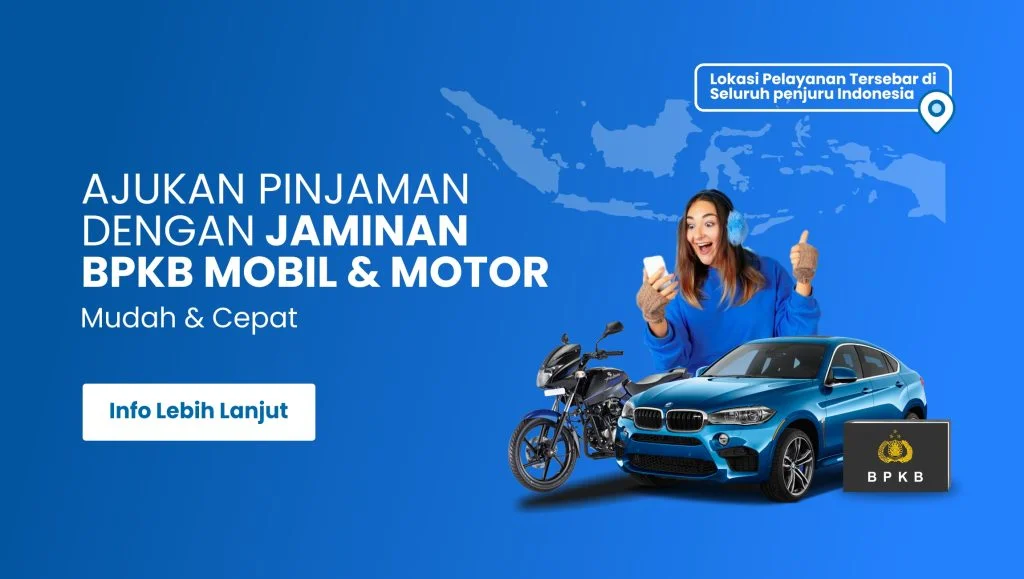 Lokasi Pelayanan Tersebar di
Seluruh penjuru Indonesia
AJUKAN PINJAMAN
DENGAN JAMINAN
BPKB MOBIL & MOTOR
Mudah & Cepat
Info Lebih Lanjut
BPKB